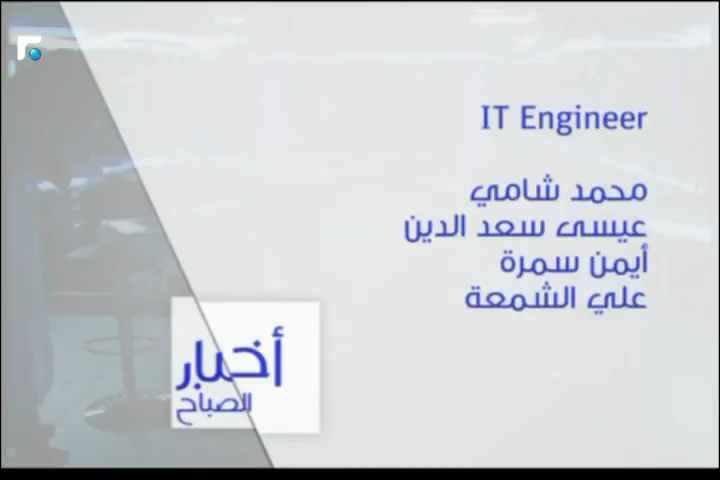 IT Engineer
محمد شامي
عيسى سعد الدين
أيمن سمرة
علي الشمعة
أخبار
الصباح